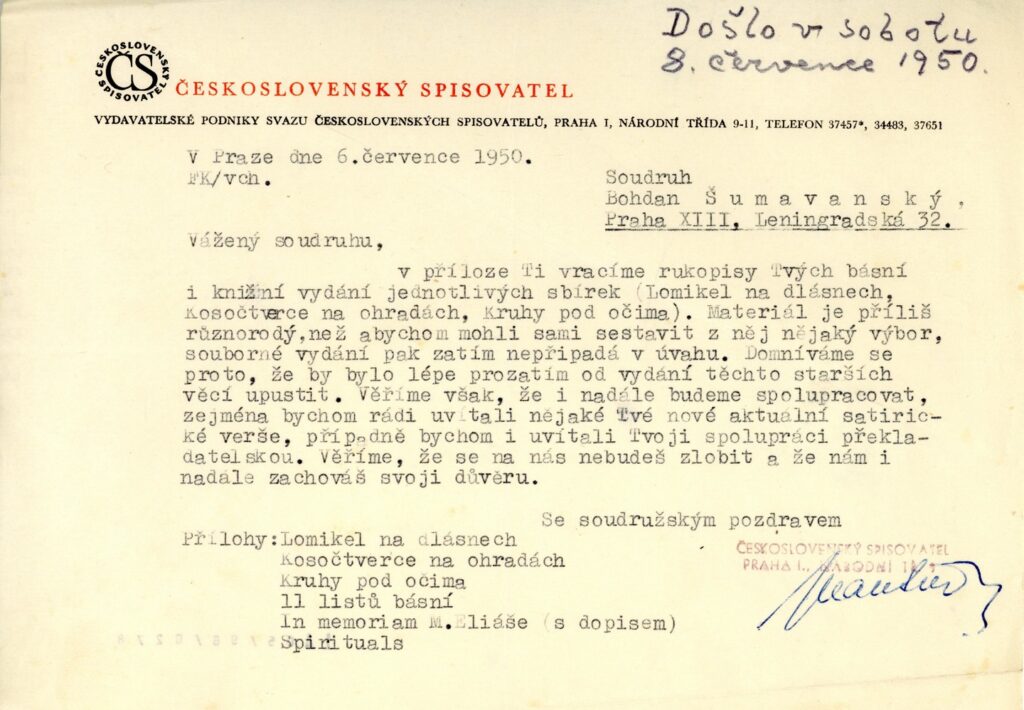 Došlo v sobotu
8. července 1950.
ČESKOSLOVENSKÝ SPISOVATEL
ČS
ČESKOSLOVENSKÝ SPISOVATEL
VYDAVATELSKÉ PODNIKY SVAZU ČESKOSLOVENSKÝCH SPISOVATELŮ, PRAHA I, NÁRODNÍ TŘÍDA 9-11, TELEFON 37457*, 34483, 37651
V Praze dne 6.července 1950.
FK/vch.
Soudruh
Bohdan Šumavanský,
Praha XIII, Leningradská 32.
Vážený soudruhu,
v příloze Ti vracíme rukopisy Tvých básní
i knižní vydání jednotlivých sbírek (Lomikel na dlásnech,
Kosočtverce na ohradách, Kruhy pod očima). Materiál je příliš
různorodý,než abychom mohli sami sestavit z něj nějaký výbor,
souborné vydání pak zatím nepřipadá v úvahu. Domníváme se
proto, že by bylo lépe prozatím od vydání těchto starších
věcí upustit. Věříme však, že i nadále budeme spolupracovat,
zejména bychom rádi uvítali nějaké Tvé nové aktuální satiric-
ké verše, případně bychom i uvítali Tvoji spolupráci překla-
datelskou. Věříme, že se na nás nebudeš zlobit a že nám i
nadále zachováš svoji důvěru.
Se soudružským pozdravem
Přílohy:Lomikel na dlásnech
Kosočtverce na ohradách
Kruhy pod očima
11 listů básní
In memoriam M.Eliáše (s dopisem)
Spirituals
ČESKOSLOVENSKÝ SPISOVATEL
PRAHA I., NÁRODNÍ